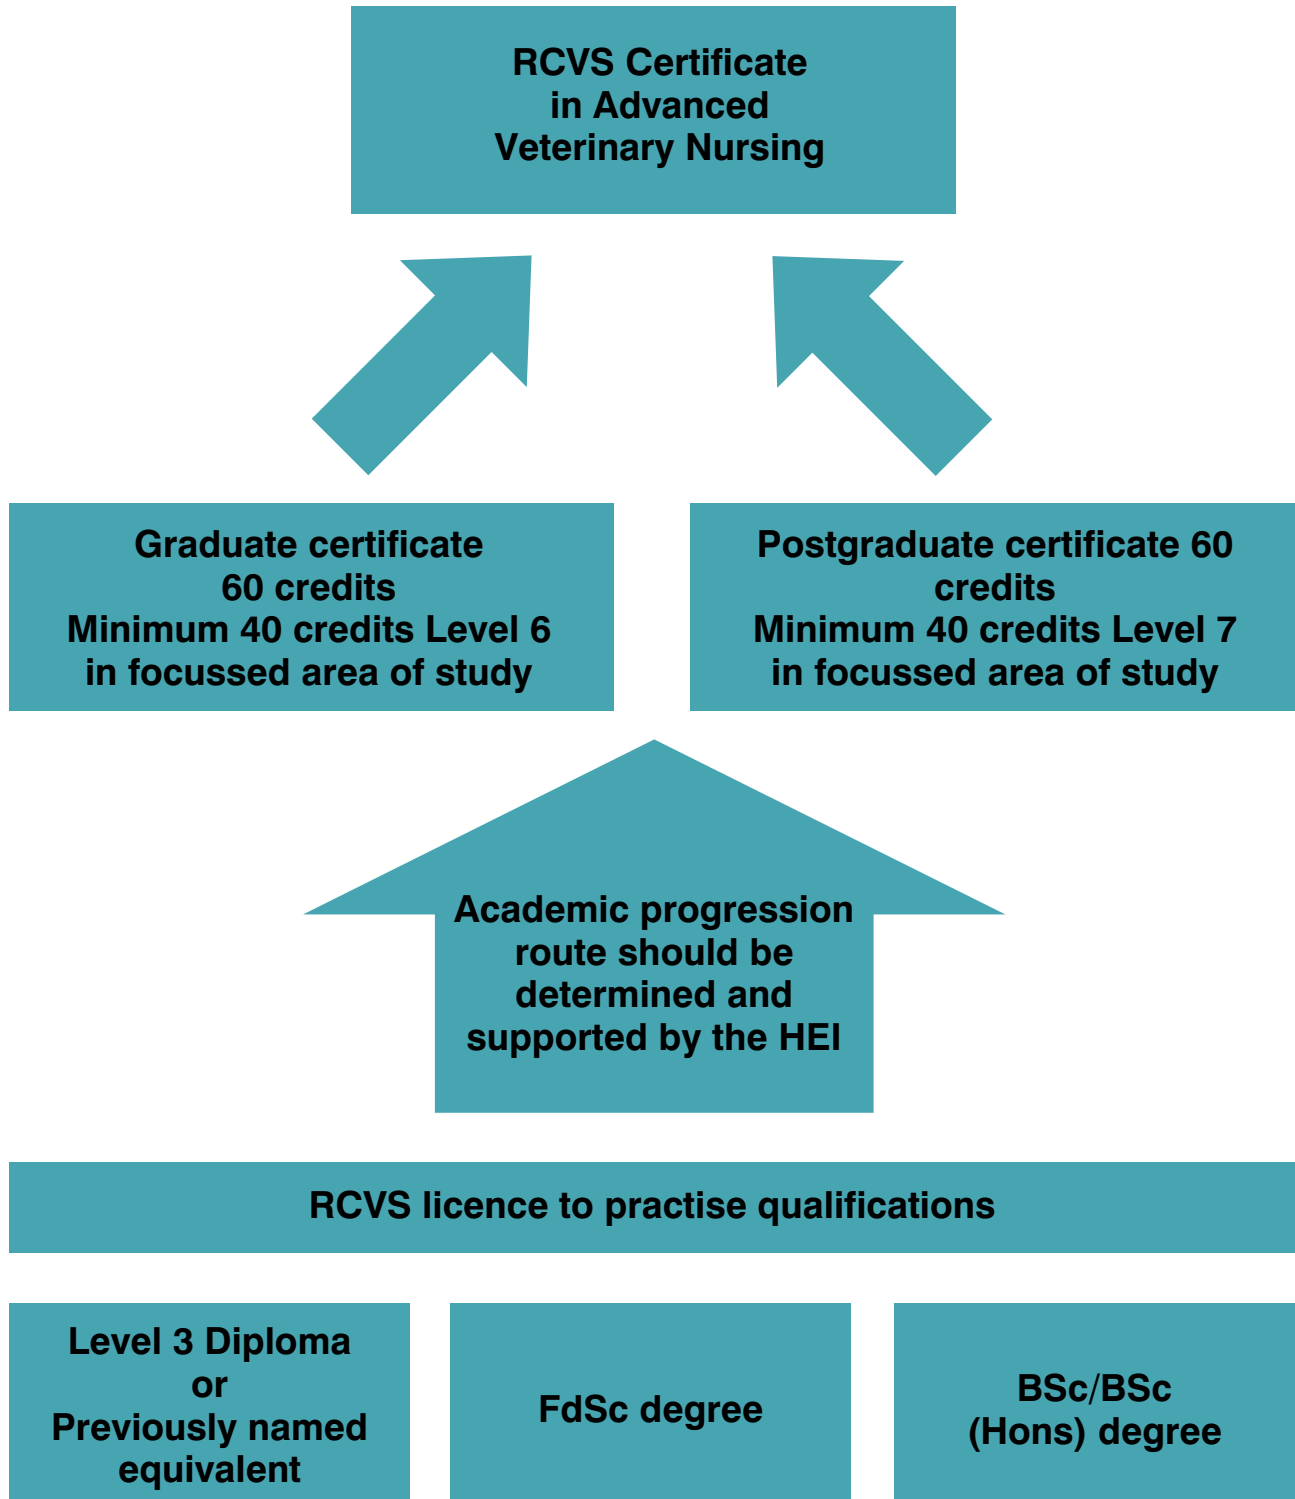 RCVS Certificate
in Advanced
Veterinary Nursing
Graduate certificate
60 credits
Minimum 40 credits Level 6
in focussed area of study
Postgraduate certificate 60
credits
Minimum 40 credits Level 7
in focussed area of study
Academic progression
route should be
determined and
supported by the HEI
RCVS licence to practise qualifications
Level 3 Diploma
or
Previously named
equivalent
FdSc degree
BSc/BSc
(Hons) degree